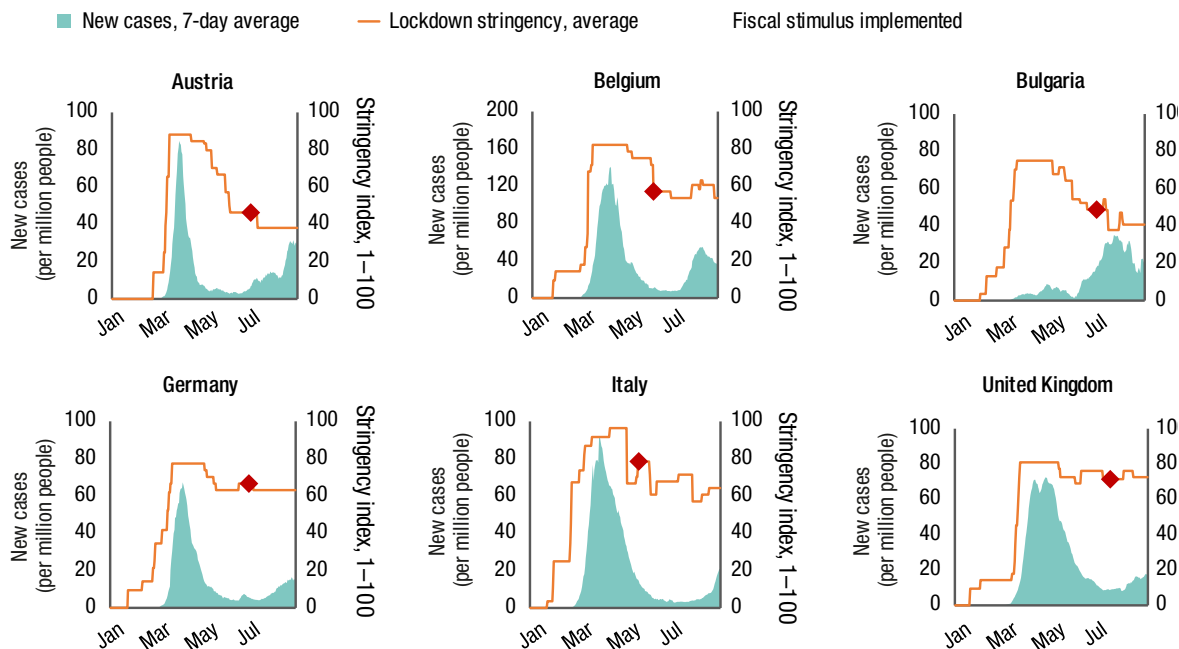 New cases, 7-day average Lockdown stringency, average Fiscal stimulus implemented
Austria
New cases
(per million people)
100
80
60
40
20
0
100
80
60
40
20
0
Stringency index, 1–100
Jan Mar May Jul
Belgium
New cases
(per million people)
200
160
120
80
40
0
100
80
60
40
20
0
Stringency index, 1–100
Jan Mar May Jul
Bulgaria
New cases
(per million people)
100
80
60
40
20
0
100
80
60
40
20
0
Jan Mar May Jul
Germany
New cases
(per million people)
100
80
60
40
20
0
100
80
60
40
20
0
Stringency index, 1–100
Jan Mar May Jul
Italy
New cases
(per million people)
100
80
60
40
20
0
100
80
60
40
20
0
Stringency index, 1–100
Jan Mar May Jul
United Kingdom
New cases
(per million people)
100
80
60
40
20
0
100
80
60
40
20
0
Jan Mar May Jul